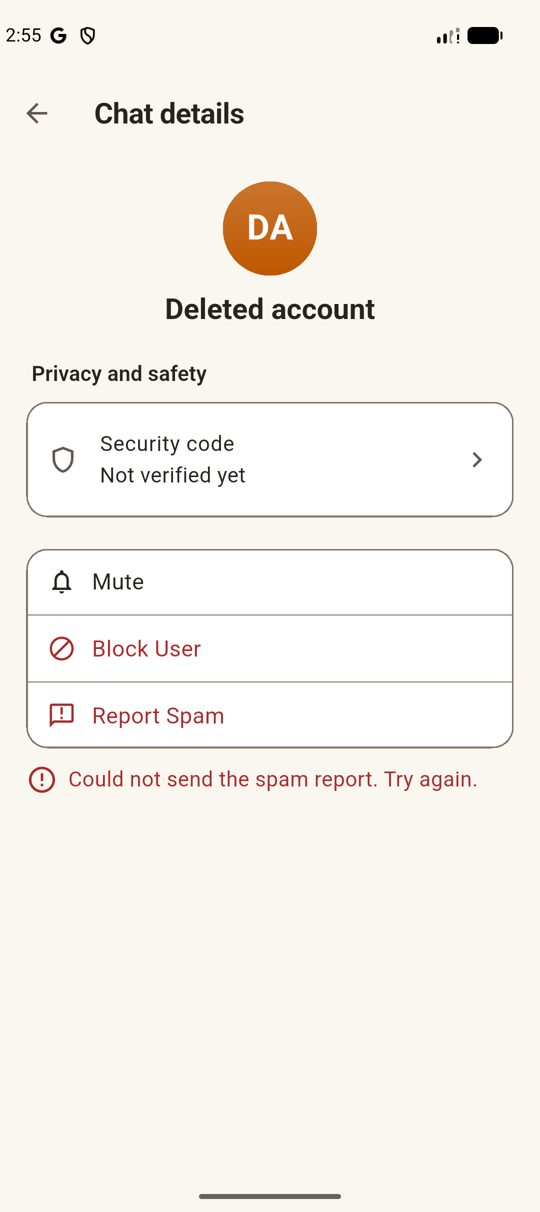 2:55
Chat details
DA
Deleted account
Privacy and safety
Security code
Not verified yet
Mute
Block User
Report Spam
Could not send the spam report. Try again.